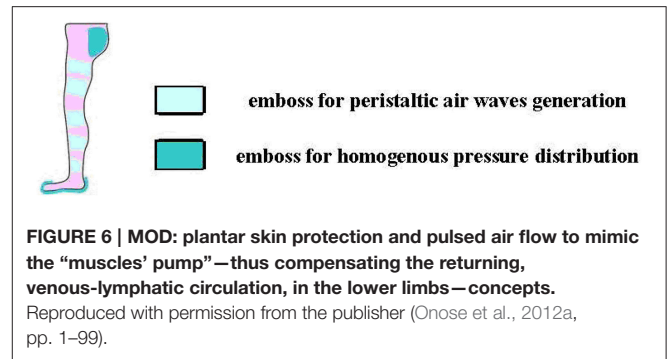 emboss for peristaltic air waves generation
emboss for homogenous pressure distribution
FIGURE 6 | MOD: plantar skin protection and pulsed air flow to mimic
the “muscles’ pump”—thus compensating the returning,
venous-lymphatic circulation, in the lower limbs—concepts.
Reproduced with permission from the publisher (Onose et al., 2012a,
pp. 1–99).